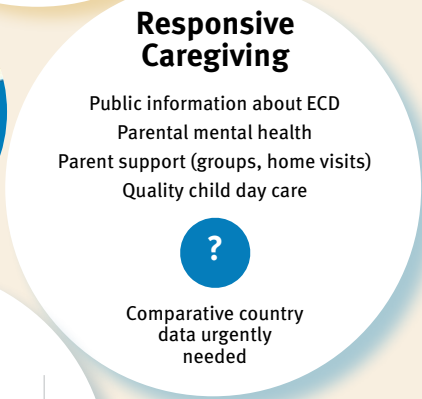 Responsive
Caregiving
Public information about ECD
Parental mental health
Parent support (groups, home visits)
Quality child day care
?
Comparative country
data urgently
needed